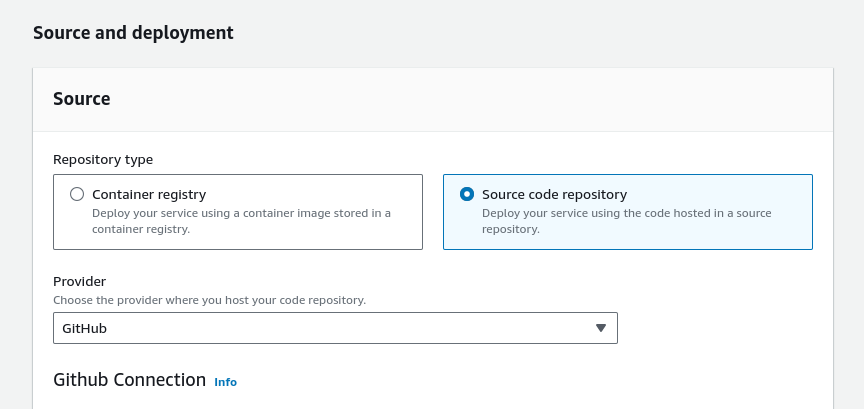 Source and deployment
Source
Repository type
Container registry
Deploy your service using a container image stored in a
container registry.
Source code repository
Deploy your service using the code hosted in a source
repository.
Provider
Choose the provider where you host your code repository.
GitHub
Github Connection Info